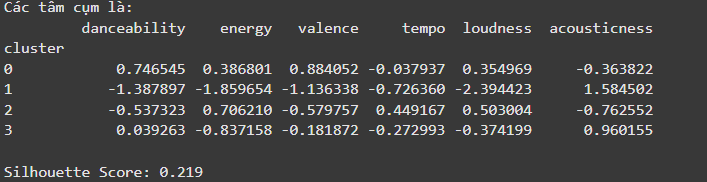 Các tâm cụm là:
danceability energy valence tempo loudness acousticness
cluster
0 0.746545 0.386801 0.884052 -0.037937 0.354969 -0.363822
1 -1.387897 -1.859654 -1.136338 -0.726360 -2.394423 1.584502
2 -0.537323 0.706210 -0.579757 0.449167 0.503004 -0.762552
3 0.039263 -0.837158 -0.181872 -0.272993 -0.374199 0.960155
Silhouette Score: 0.219